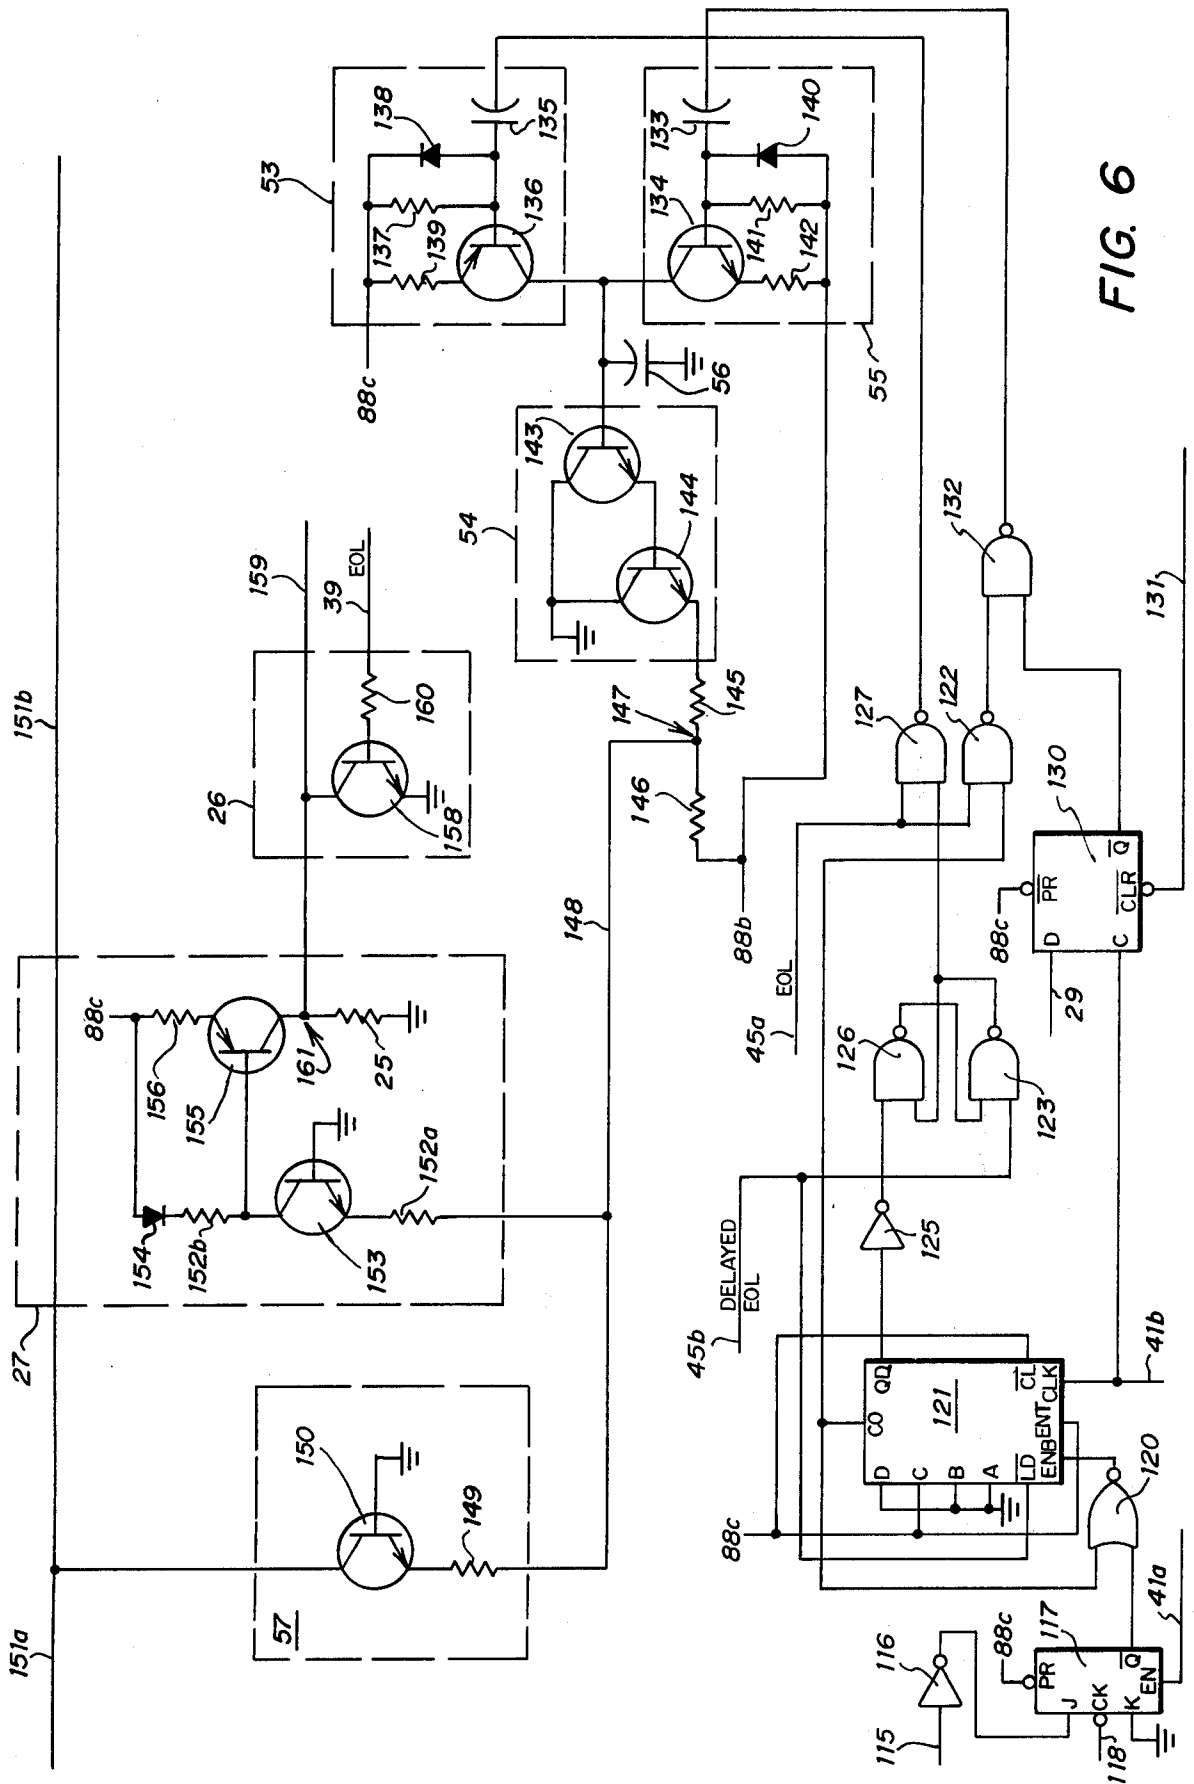 151a
151b
27
88c
154
156
152b
155
161
25
153
152a
57
150
149
26
159
39
EOL
160
158
53
138
88c
137
139
136
135
133
134
140
141
142
55
56
54
143
144
147
145
146
148
88b
45a
EOL
45b
DELAYED
EOL
126
123
125
127
122
132
131
130
88c
PR
D
C
Q
CLR
29
88c
121
CO
QD
D
C
B
A
LD
ENB
ENT
CLK
CL
41b
120
115
116
88c
117
PR
J
CK
K
Q
EN
118
41a
FIG. 6